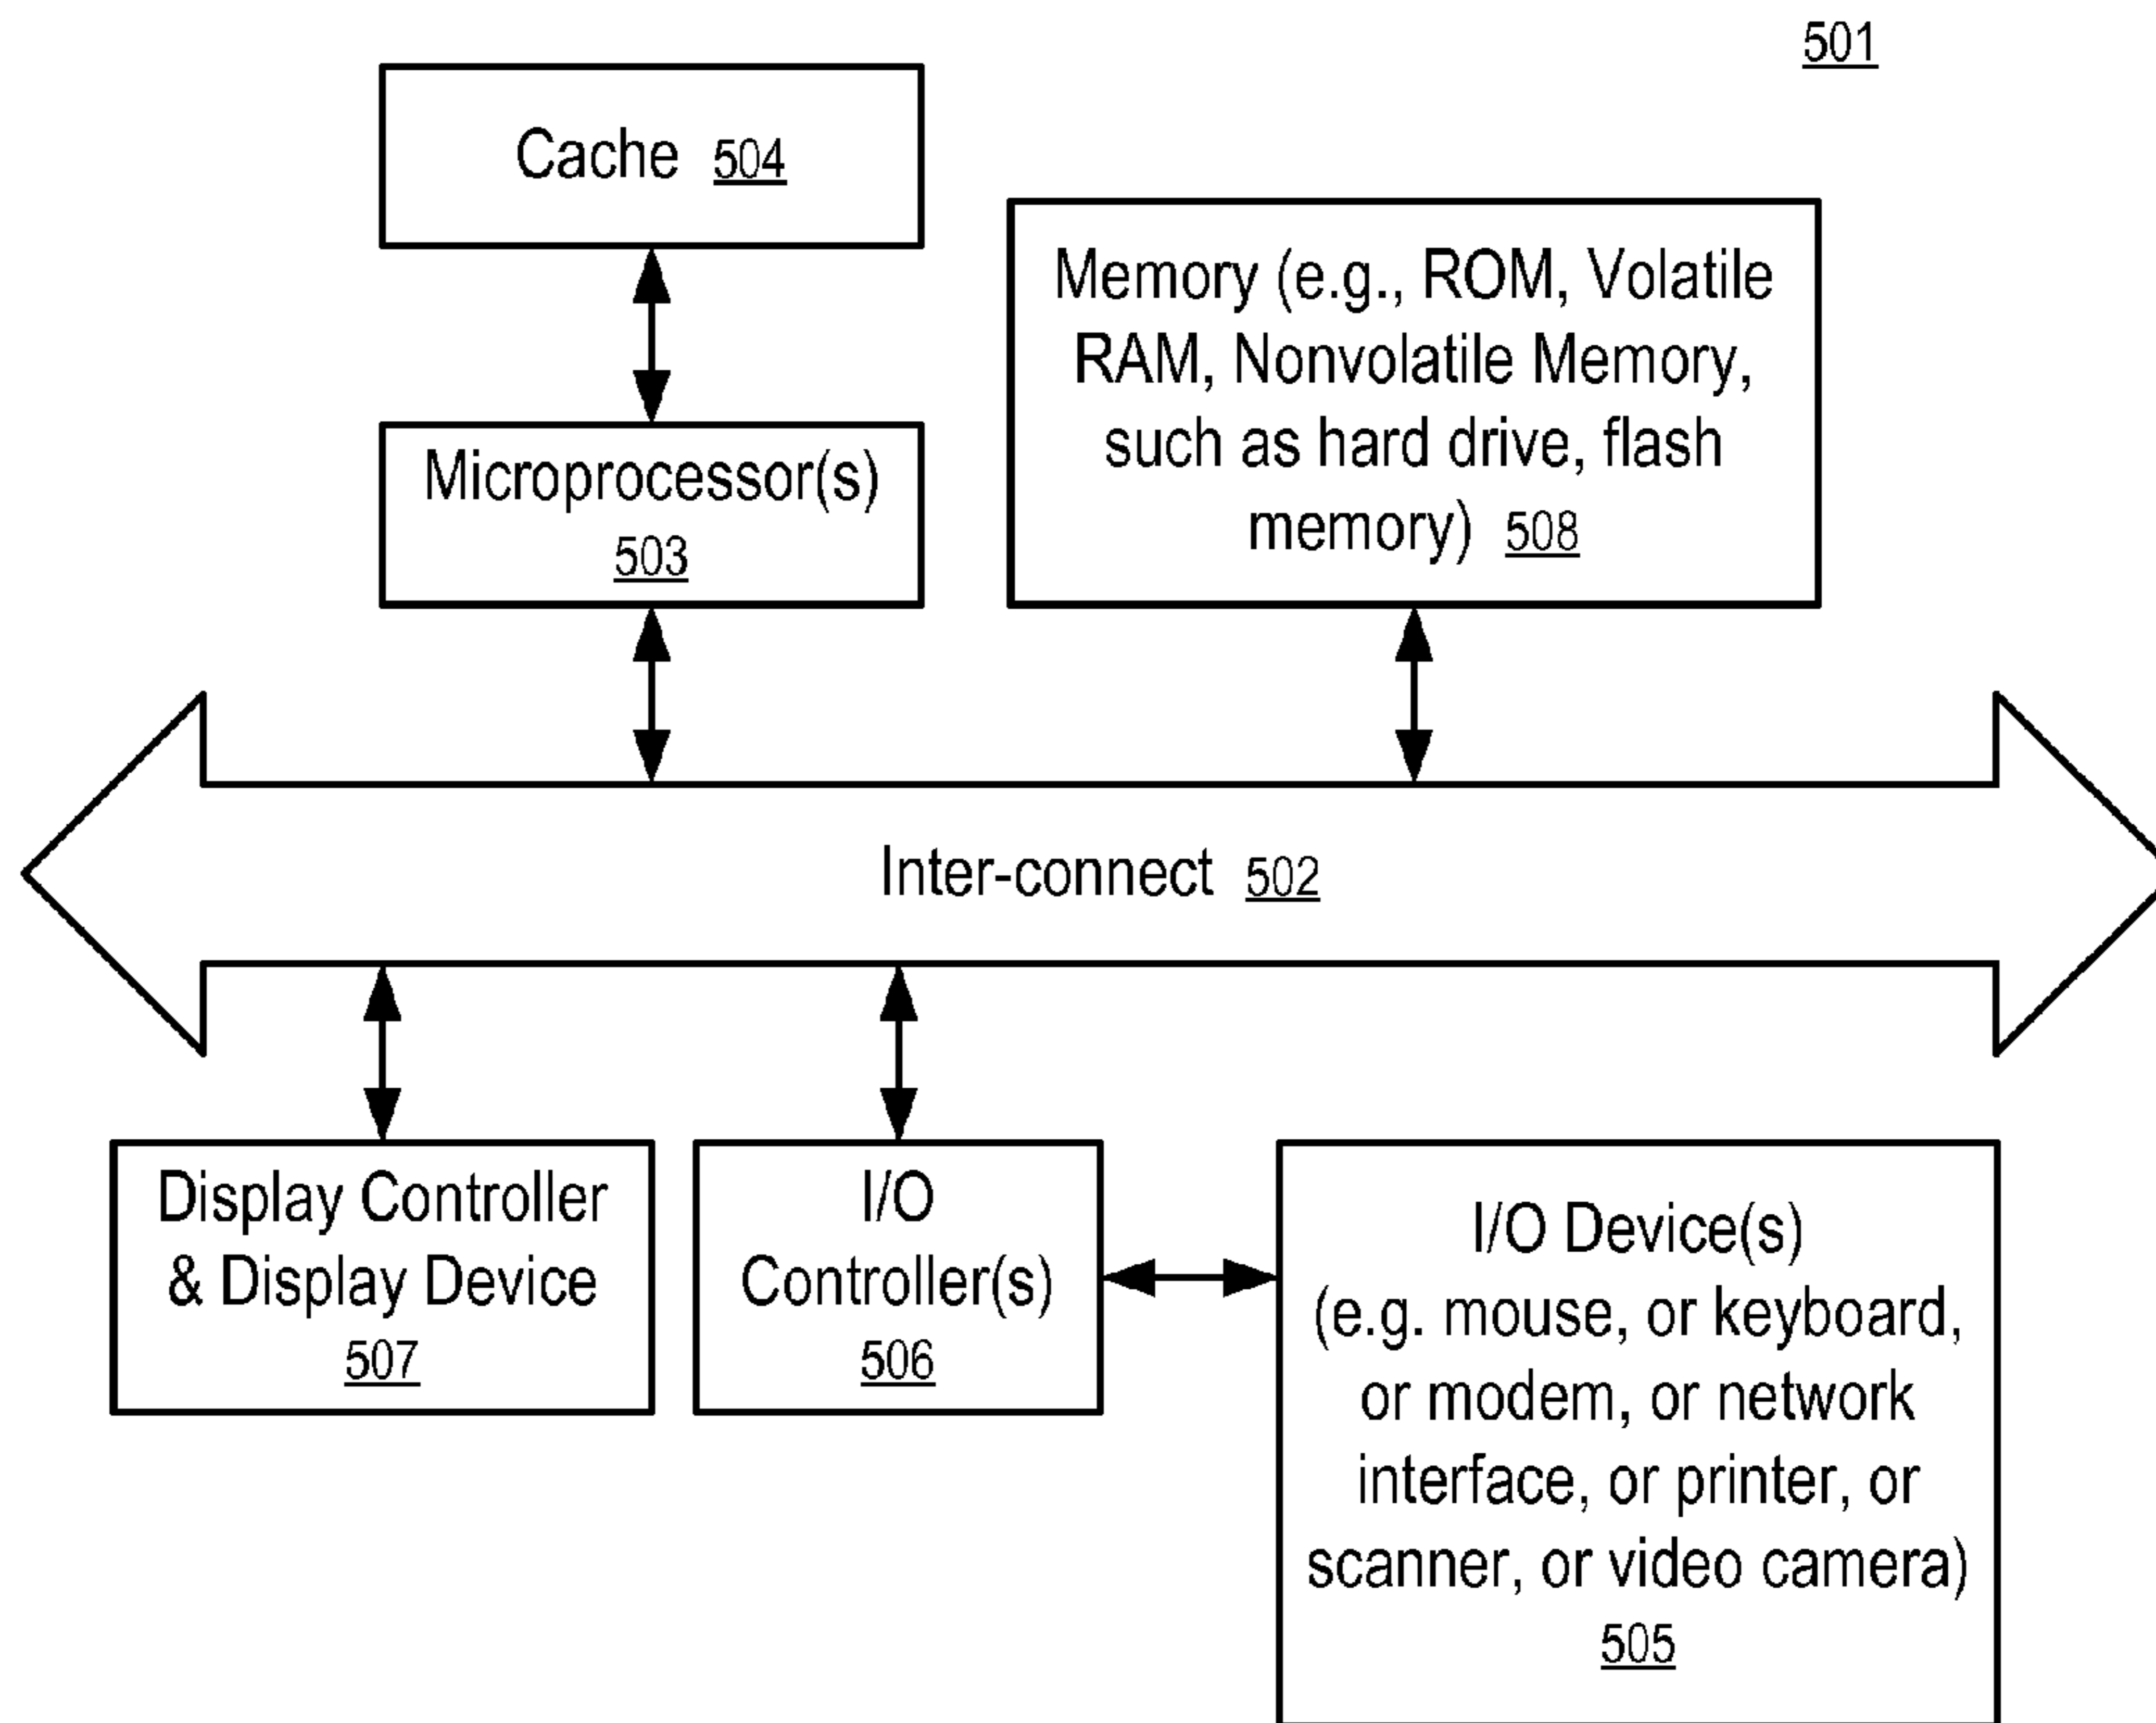 501
Cache 504
Memory (e.g., ROM, Volatile
RAM, Nonvolatile Memory,
such as hard drive, flash
memory) 508
Microprocessor(s)
503
Inter-connect 502
Display Controller
& Display Device
507
I/O
Controller(s)
506
I/O Device(s)
(e.g. mouse, or keyboard,
or modem, or network
interface, or printer, or
scanner, or video camera)
505